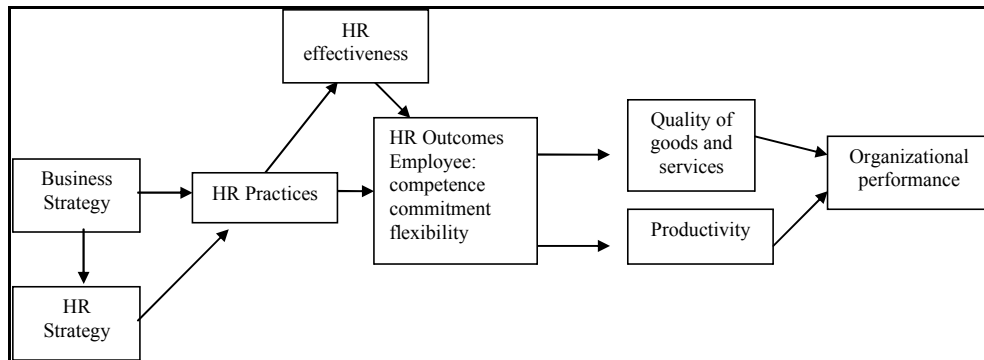 HR
effectiveness
Business
Strategy
HR
Strategy
HR Practices
HR Outcomes
Employee:
competence
commitment
flexibility
Quality of
goods and
services
Productivity
Organizational
performance